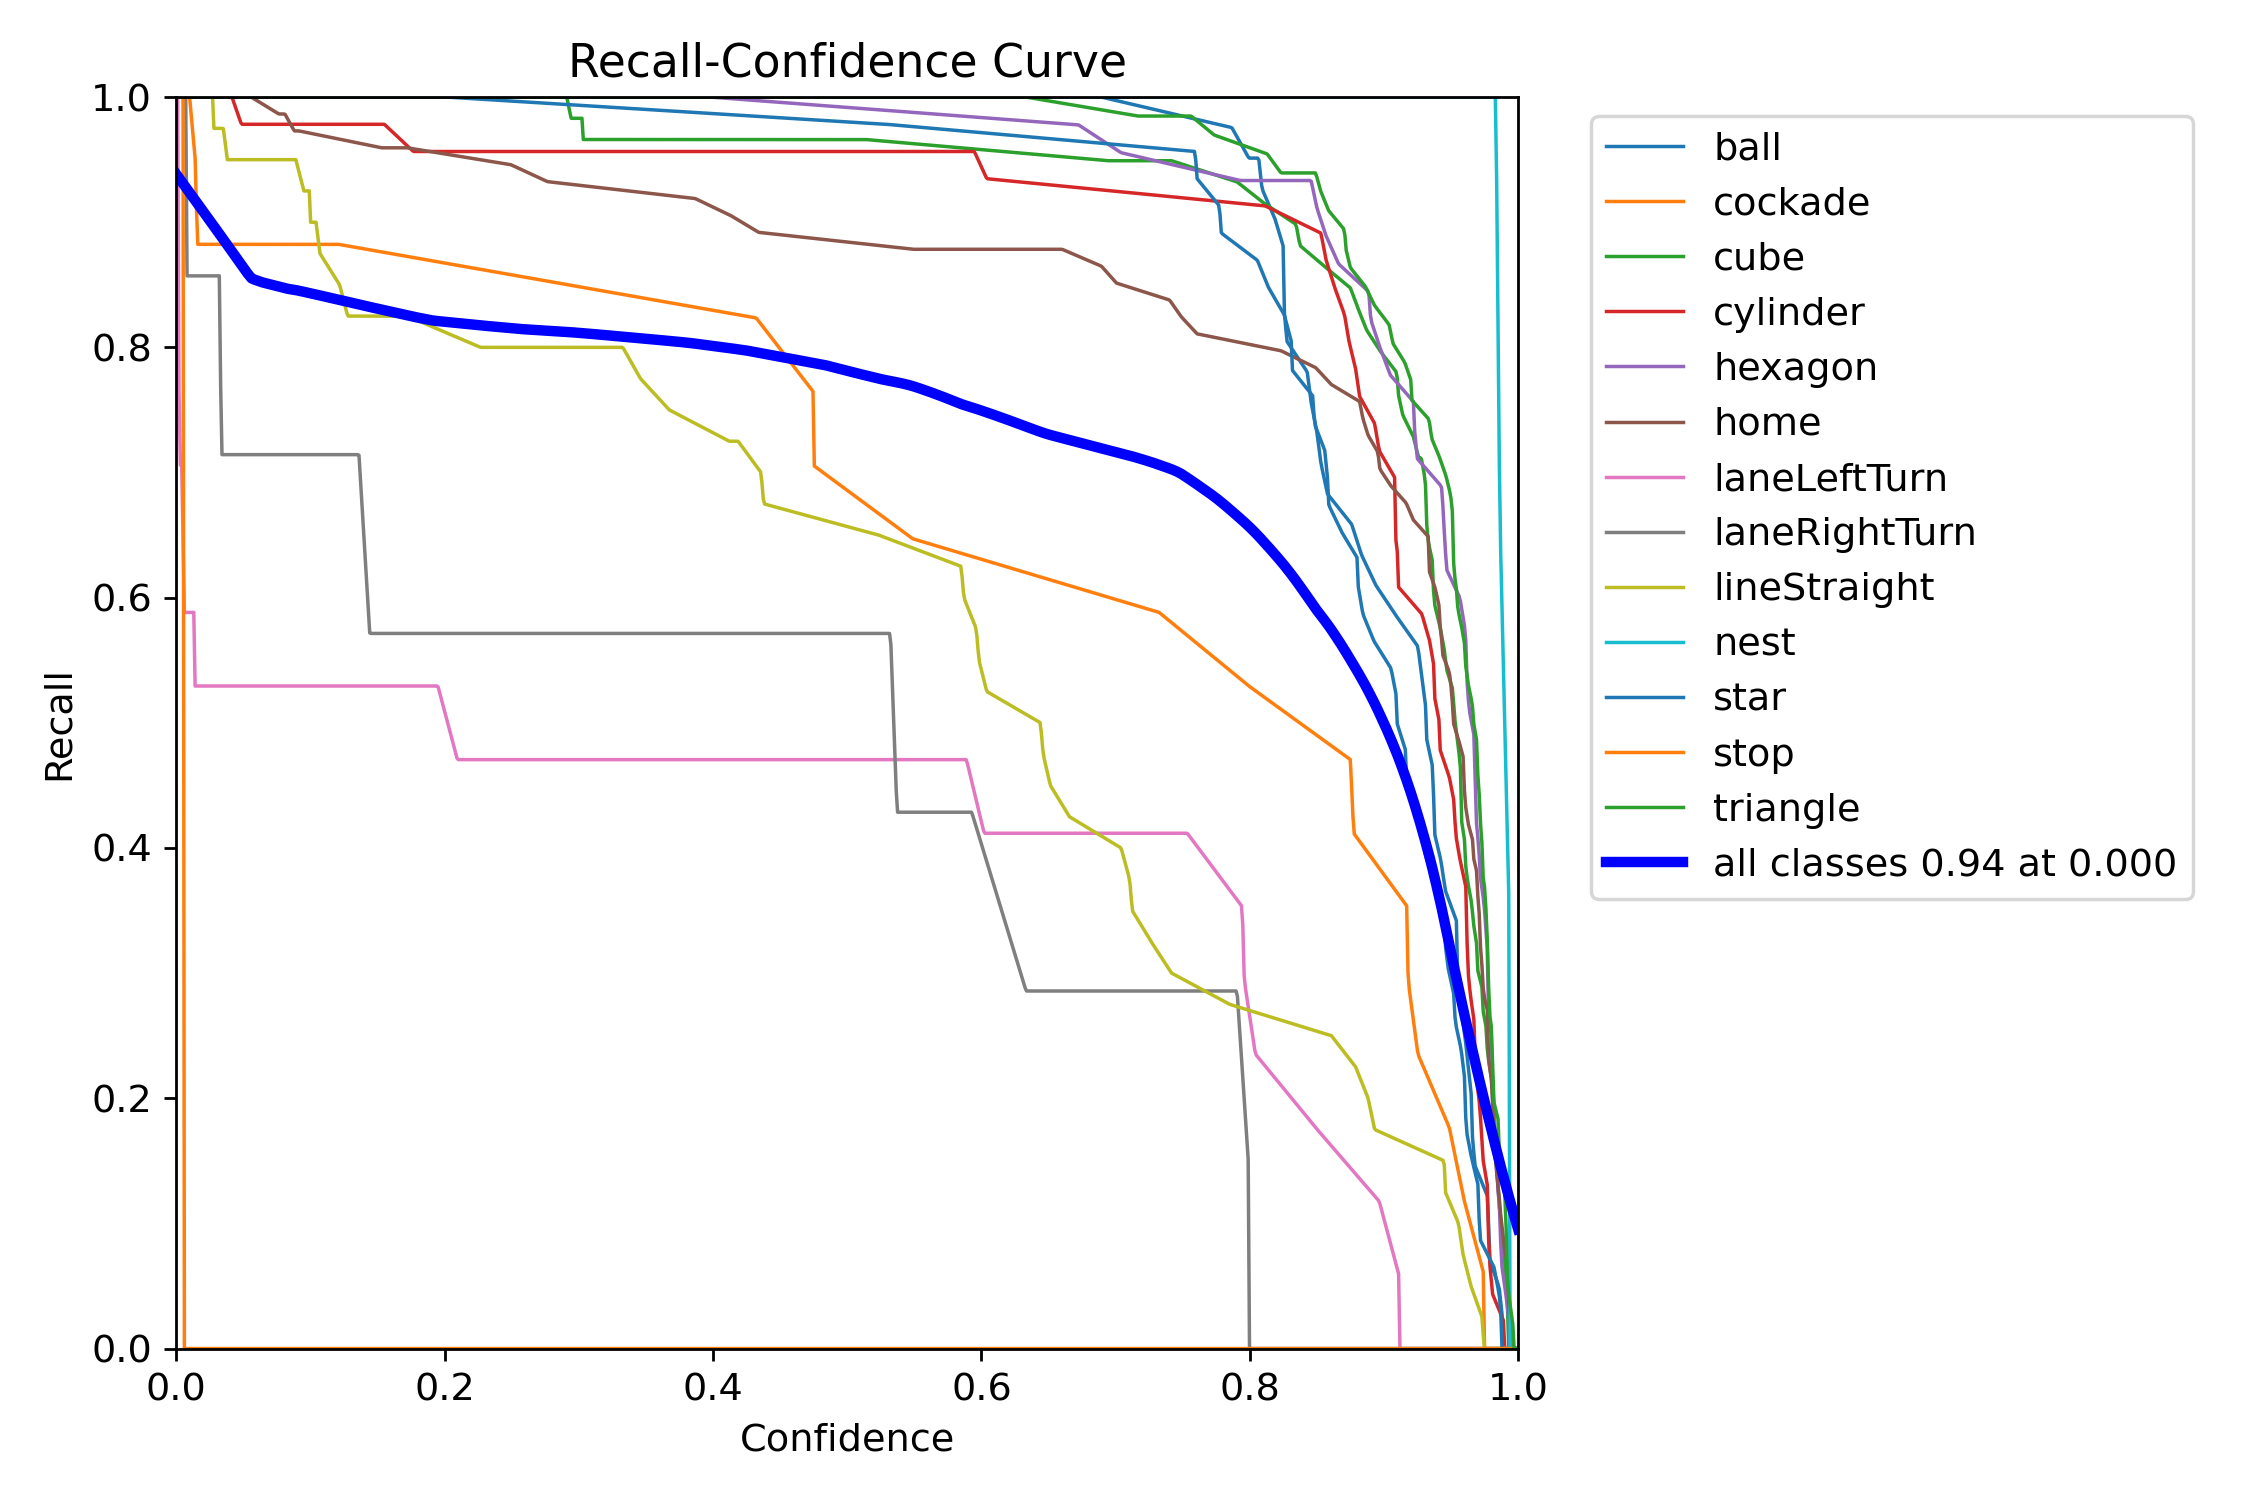 Recall-Confidence Curve
1.0
0.8
0.6
0.4
0.2
0.0
Recall
0.0 0.2 0.4 0.6 0.8 1.0
Confidence
ball
cockade
cube
cylinder
hexagon
home
laneLeftTurn
laneRightTurn
lineStraight
nest
star
stop
triangle
all classes 0.94 at 0.000